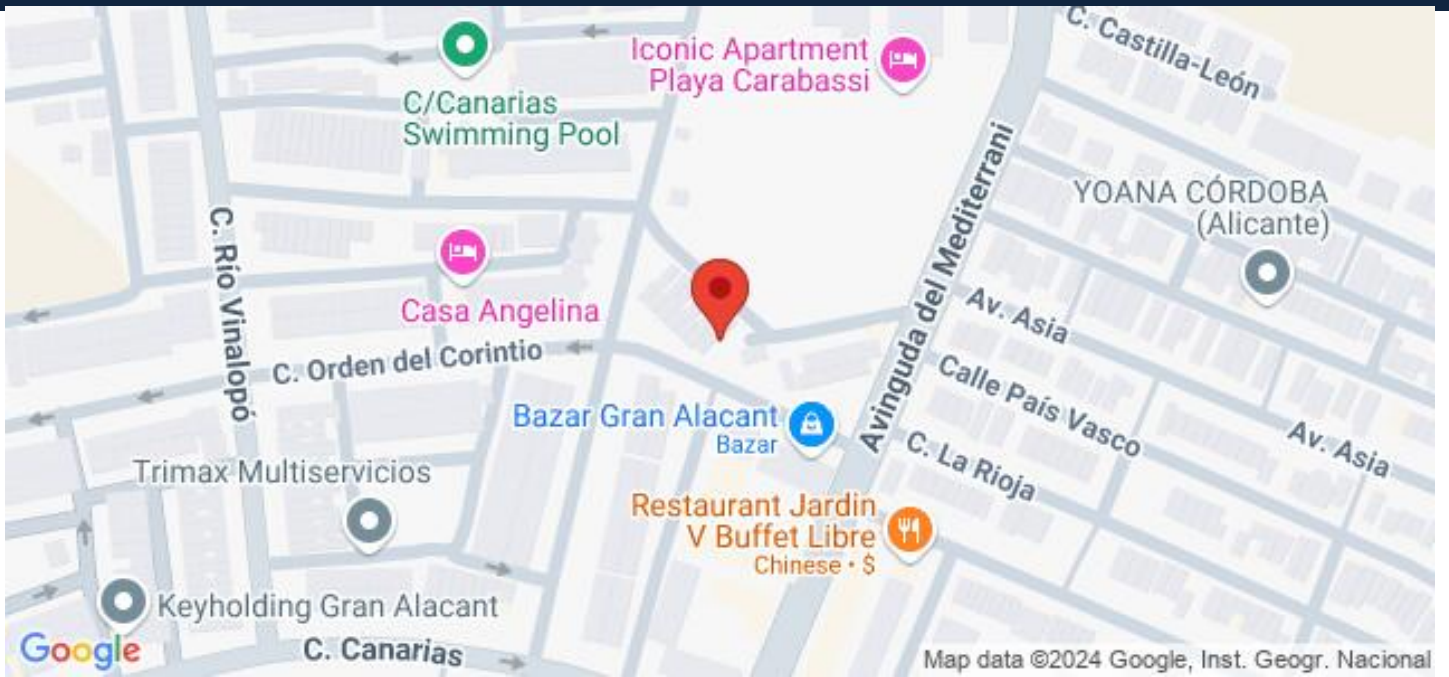 C. Castilla-León
Iconic Apartment
Playa Carabassi
C/Canarias
Swimming Pool
Avinguda del Mediterrani
YOANA CÓRDOBA
(Alicante)
C. Río Vinalopó
Casa Angelina
Av. Asia
C. Orden del Corintio
Calle País Vasco
Bazar Gran Alacant
Bazar
Av. Asia
C. La Rioja
Trimax Multiservicios
Restaurant Jardin
V Buffet Libre
Chinese · $
Keyholding Gran Alacant
Google
C. Canarias
Map data ©2024 Google, Inst. Geogr. Nacional